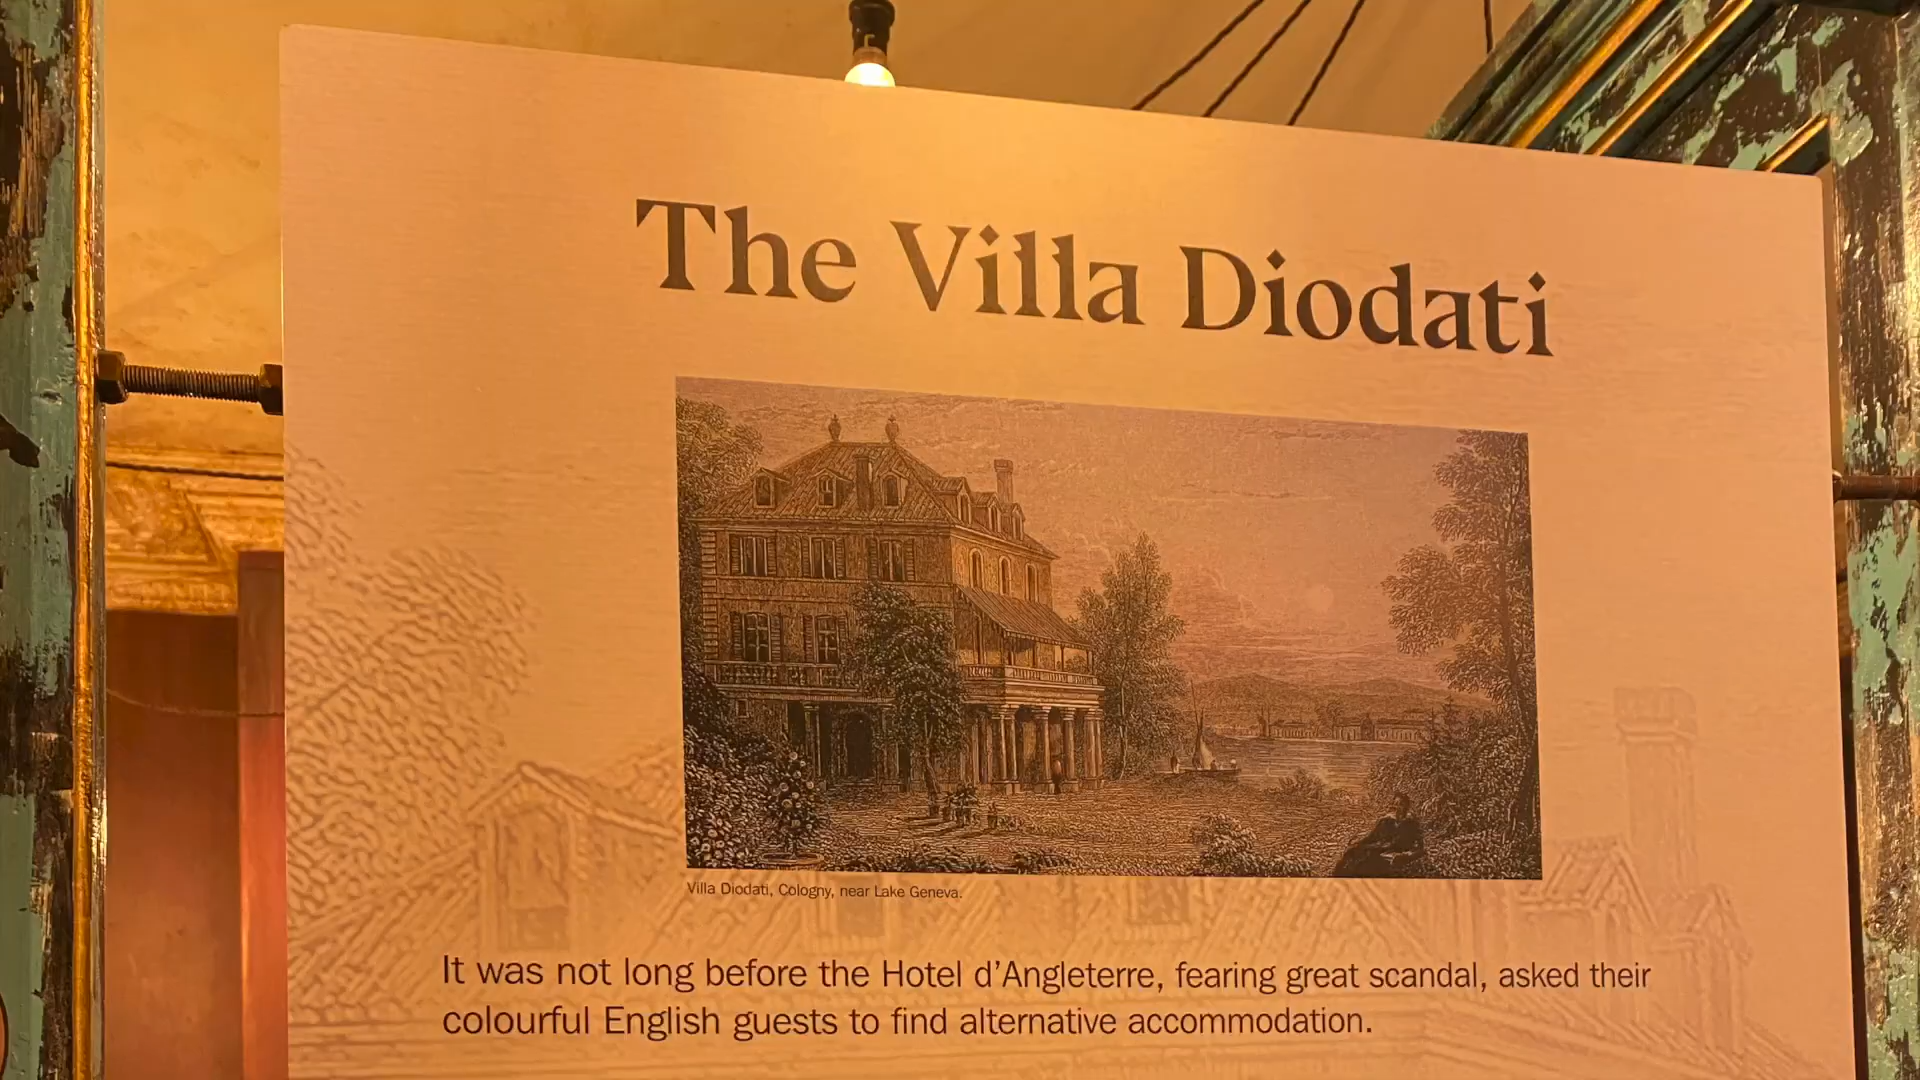 The Villa Diodati
Villa Diodati, Cologny, near Lake Geneva.
It was not long before the Hotel d’Angleterre, fearing great scandal, asked their
colourful English guests to find alternative accommodation.